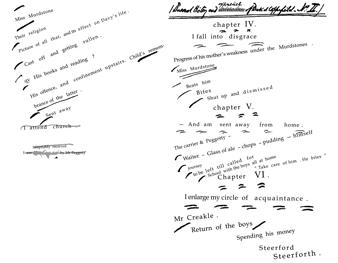 Miss Murdstone
Their religion
Picture of all that, and its effect on Davy's life.
Cast off and getting sullen.
His books and reading?
His offence, and confinement upstairs. Child's remem-
brance of the latter
Sent away
I attend church
(Personal History and of David Copperfield. No II.)
chapter IV.
I fall into disgrace
Progress of his mother's weakness under the Murdstones.
Miss Murdstone
Beats him
Bites
Shut up and dismissed
chapter V.
- And am sent away from home.
The carrier & Peggotty -
Waiter - Glass of ale - chops - pudding - himself
journey
to be left till called for
School with the boys all at home "Take care of him. He bites"
Chapter VI.
I enlarge my circle of acquaintance.
Mr Creakle.
Return of the boys
Spending his money
Steerford
Steerforth.